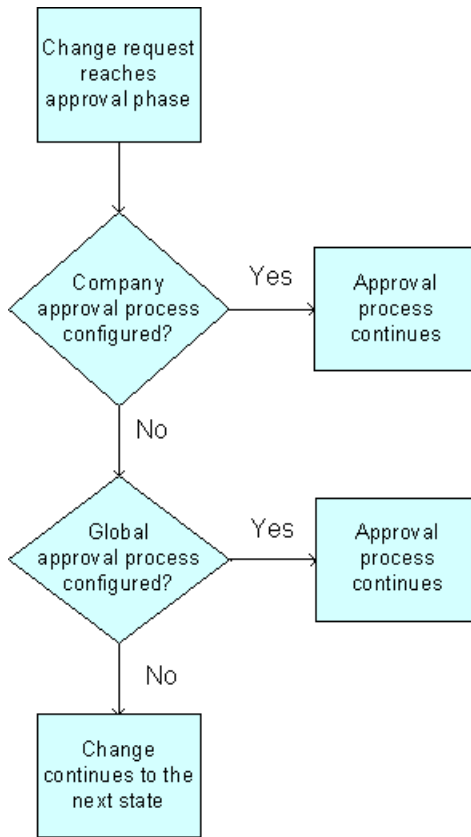 Change request
reaches
approval phase
Company
approval process
configured?
Yes
Approval
process
continues
No
Global
approval process
configured?
Yes
Approval
process
continues
No
Change
continues to the
next state